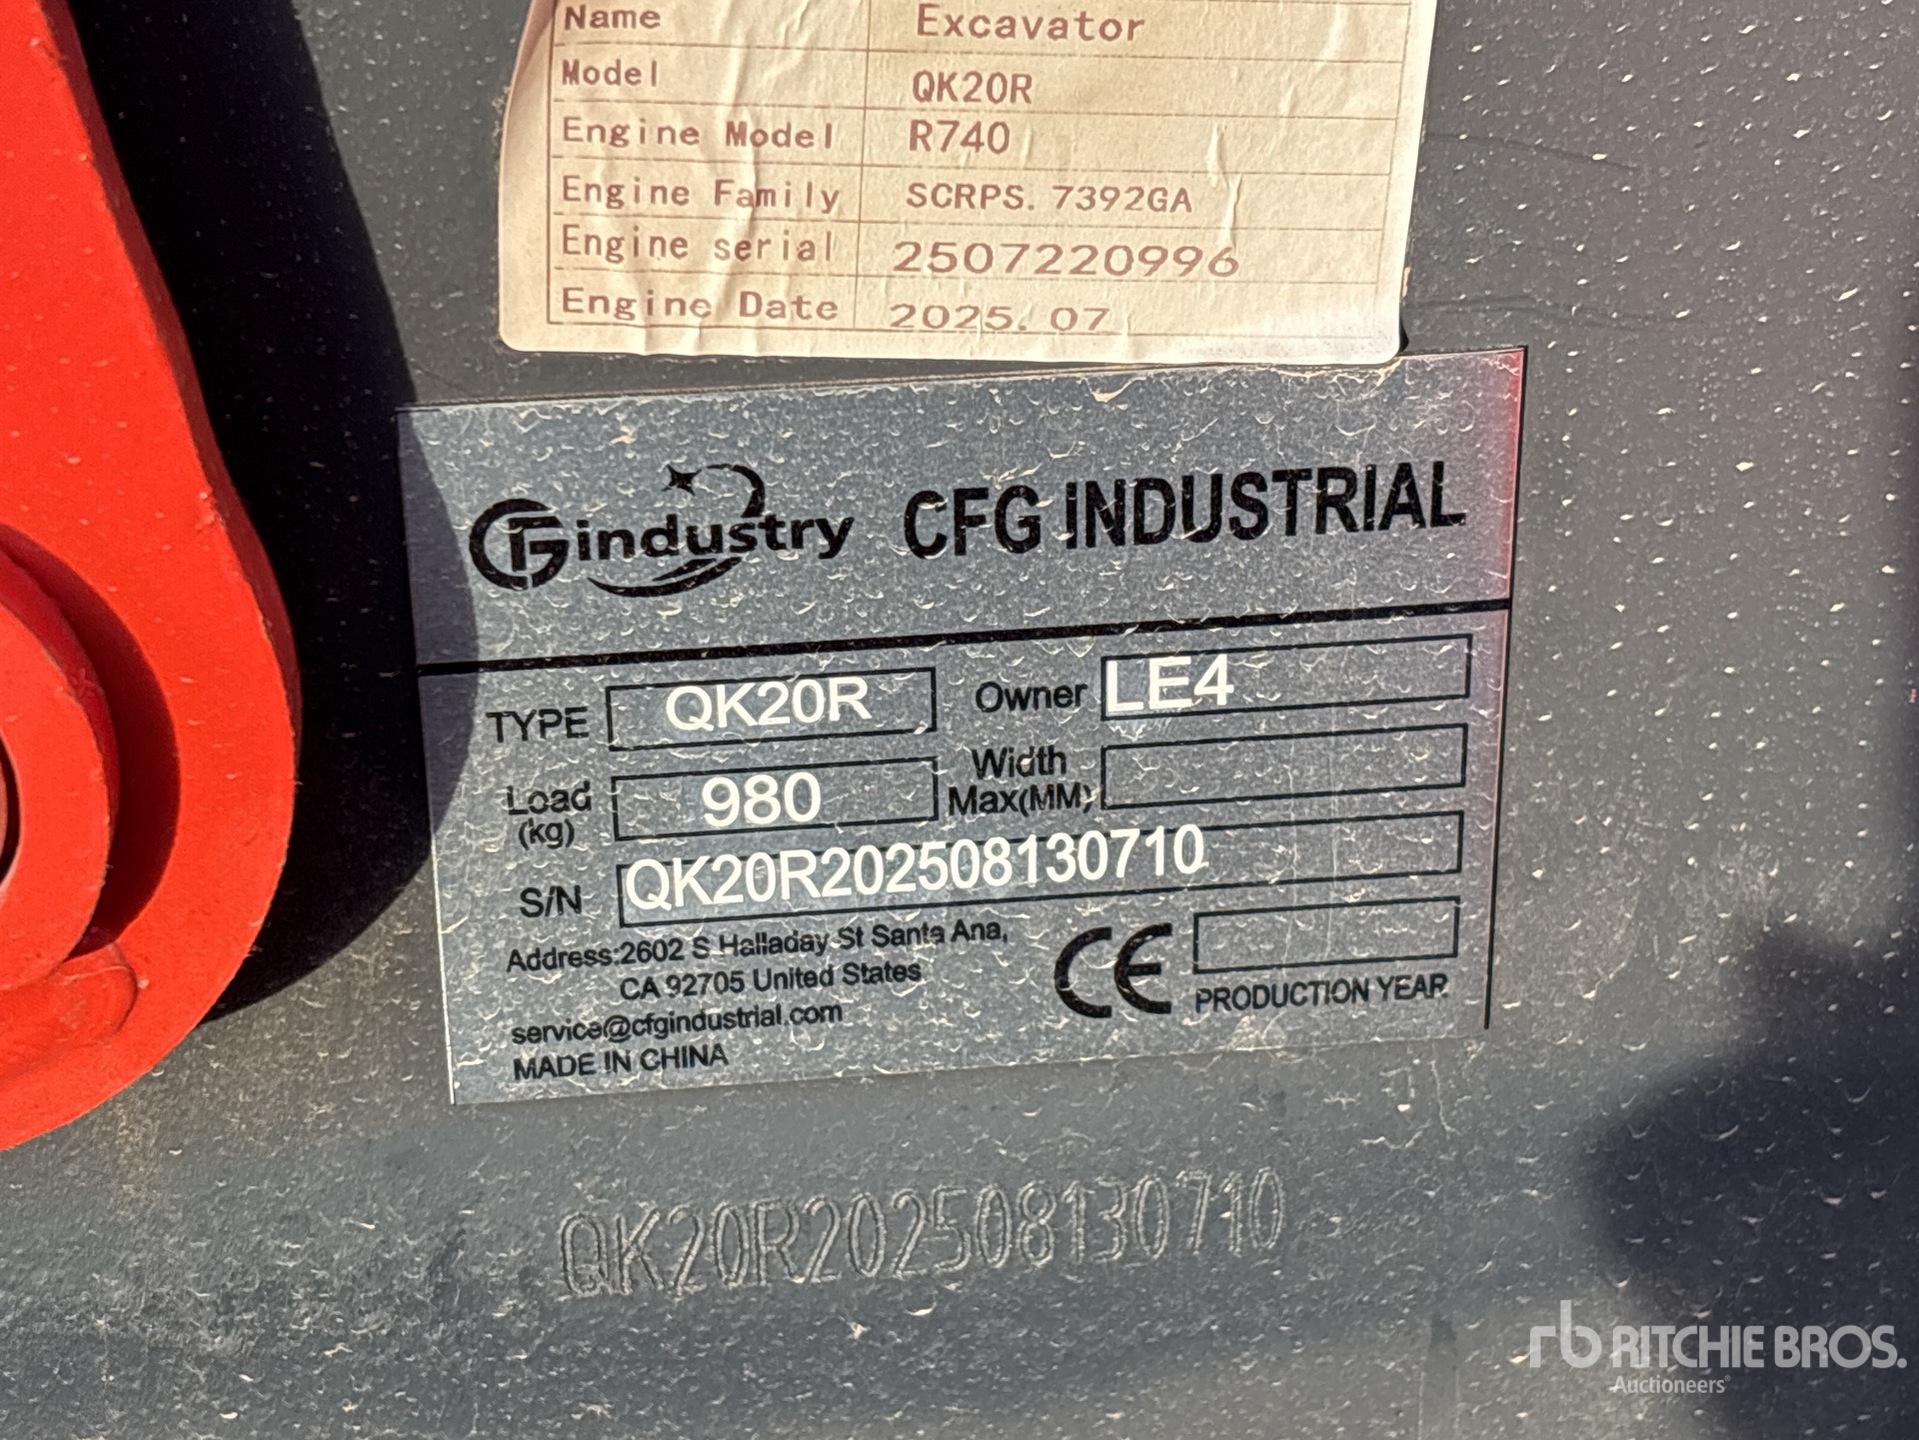 Name Excavator
Model QK20R
Engine Model R740
Engine Family SCRPS. 7392GA
Engine serial 2507220996
Engine Date 2025. 07
CFG industry CFG INDUSTRIAL
TYPE QK20R Owner LE4
Load (kg) 980 Width Max(MM)
S/N QK20R202508130710
Address:2602 S Halladay St Santa Ana,
CA 92705 United States
service@cfgindustrial.com
MADE IN CHINA
CE PRODUCTION YEAR
QK20R202508130710
rb RITCHIE BROS.
Auctioneers